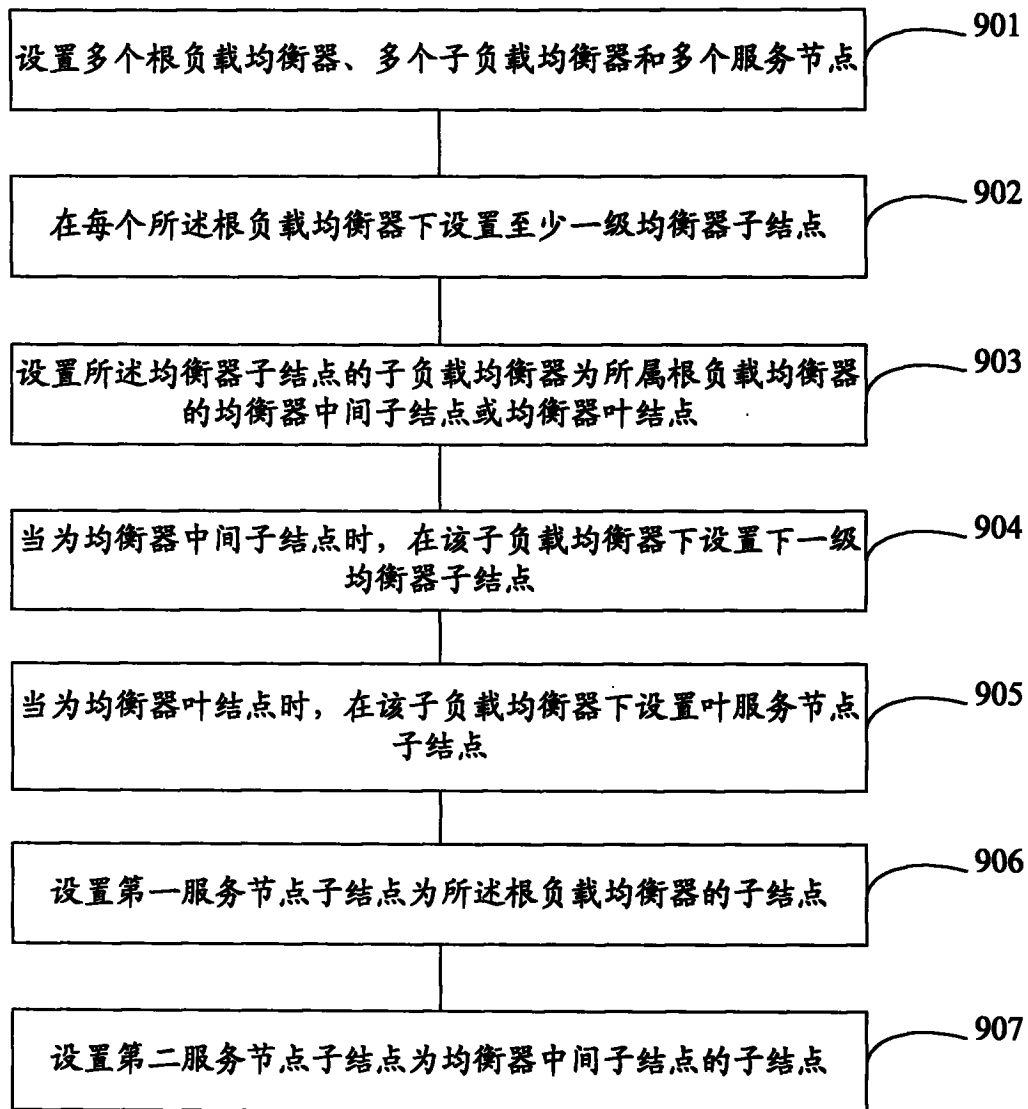 设置多个根负载均衡器、多个子负载均衡器和多个服务节点
901
在每个所述根负载均衡器下设置至少一级均衡器子结点
902
设置所述均衡器子结点的子负载均衡器为所属根负载均衡器
的均衡器中间子结点或均衡器叶结点
903
当为均衡器中间子结点时，在该子负载均衡器下设置下一级
均衡器子结点
904
当为均衡器叶结点时，在该子负载均衡器下设置叶服务节点
子结点
905
设置第一服务节点子结点为所述根负载均衡器的子结点
906
设置第二服务节点子结点为均衡器中间子结点的子结点
907